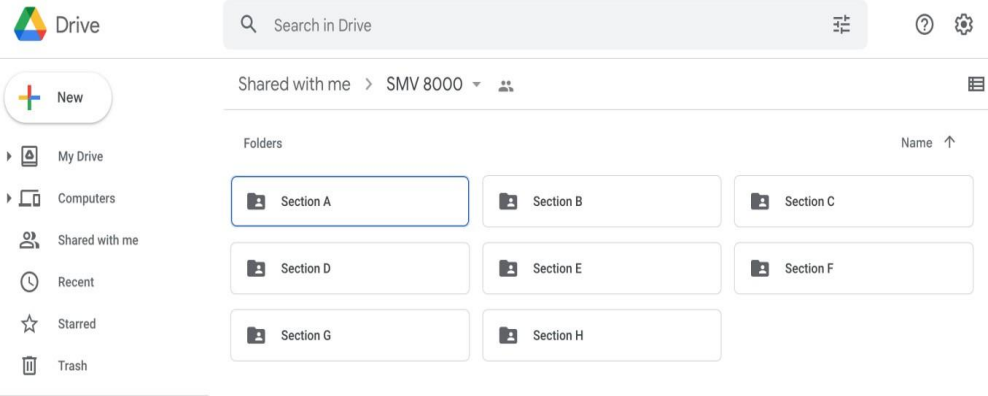 Drive
Search in Drive
New
My Drive
Computers
Shared with me
Recent
Starred
Trash
Shared with me > SMV 8000
Folders
Name
Section A
Section B
Section C
Section D
Section E
Section F
Section G
Section H